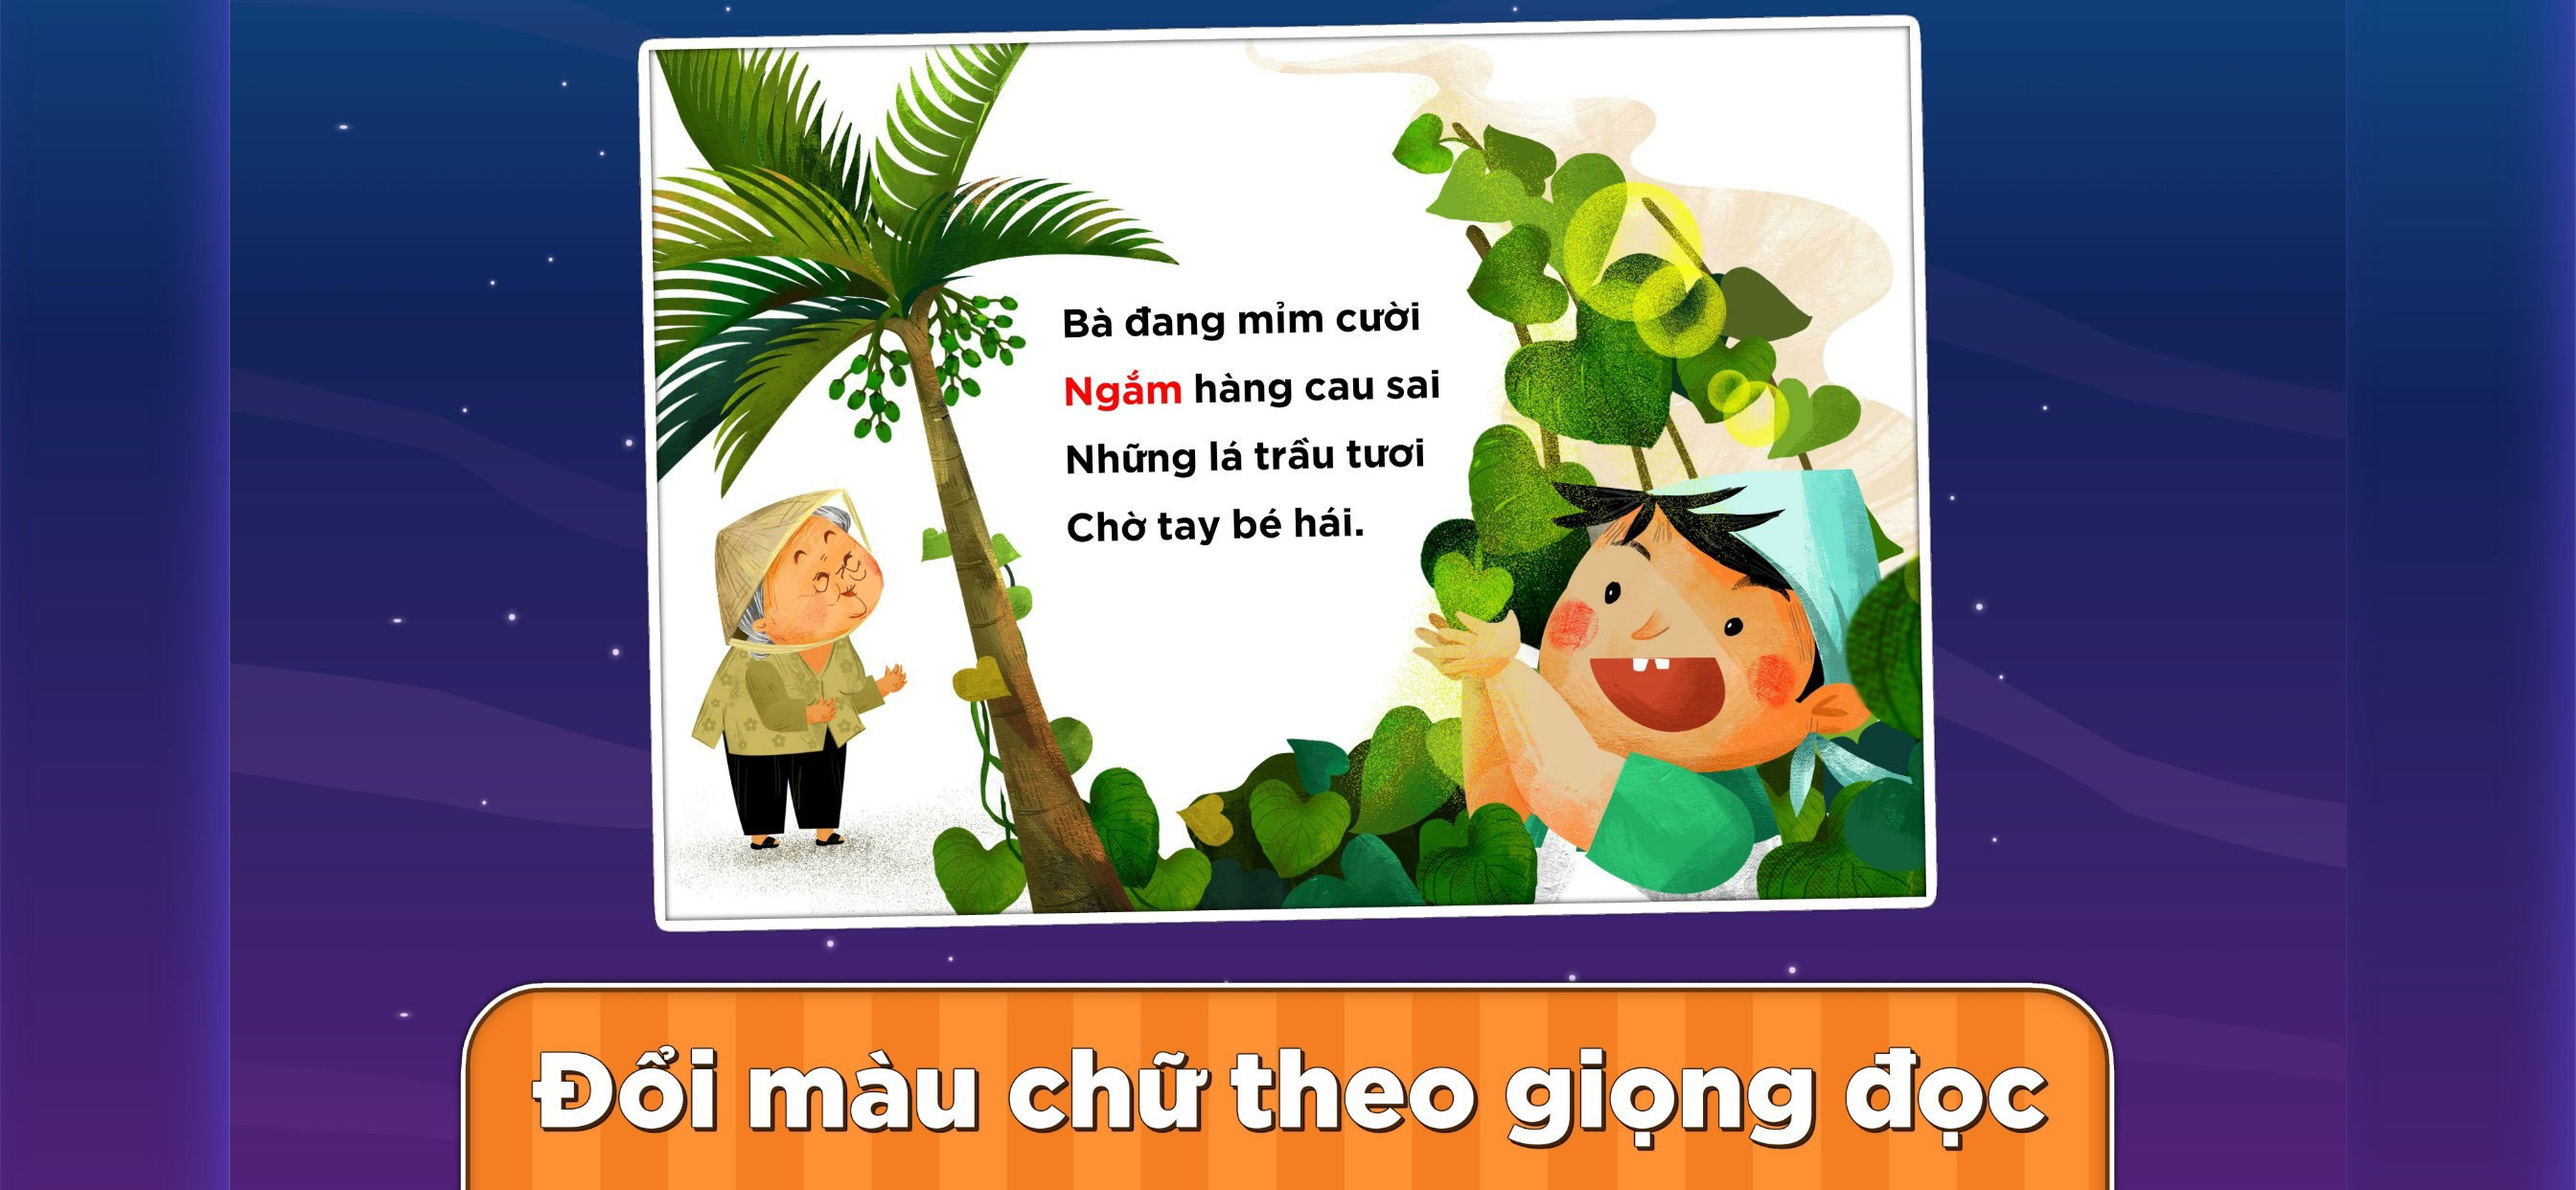 Bà đang mỉm cười
Ngắm hàng cau sai
Những lá trầu tươi
Chờ tay bé hái.
Đổi màu chữ theo giọng đọc